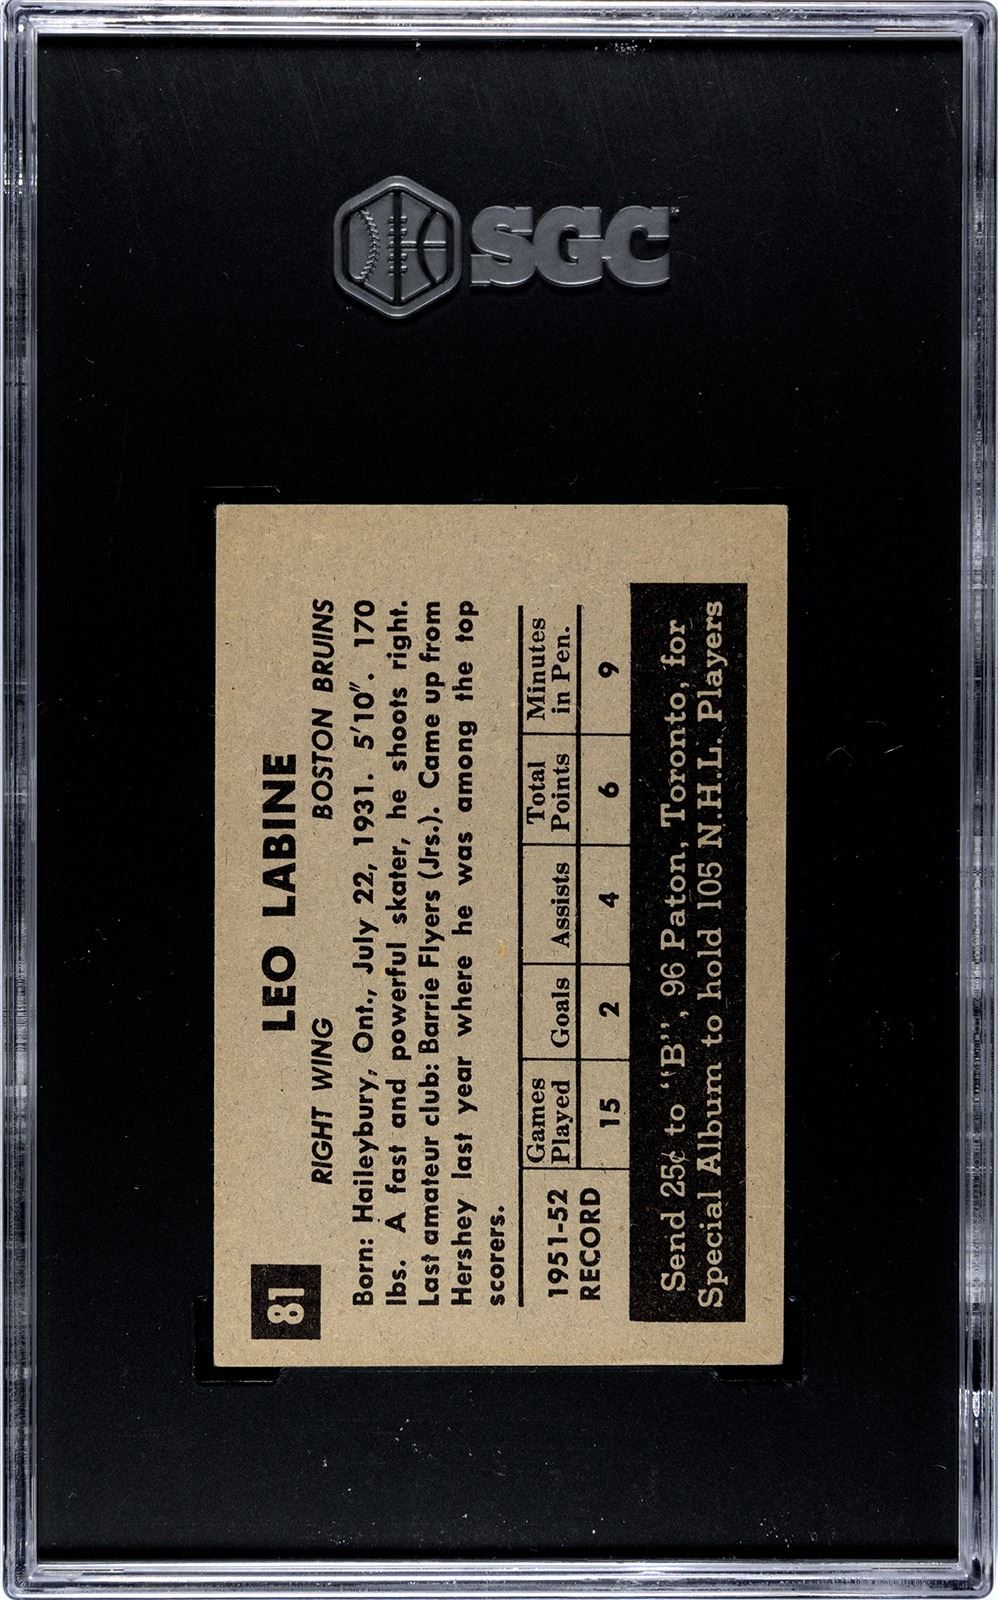 SGC
81
LEO LABINE
RIGHT WING BOSTON BRUINS
Born: Haileybury, Ont., July 22, 1931. 5'10". 170
lbs. A fast and powerful skater, he shoots right.
Last amateur club: Barrie Flyers (Jrs.). Came up from
Hershey last year where he was among the top
scorers.
1951-52 RECORD
Games Played Goals Assists Total Points Minutes in Pen.
15 2 4 6 9
Send 25¢ to "B", 96 Paton, Toronto, for
Special Album to hold 105 N.H.L. Players